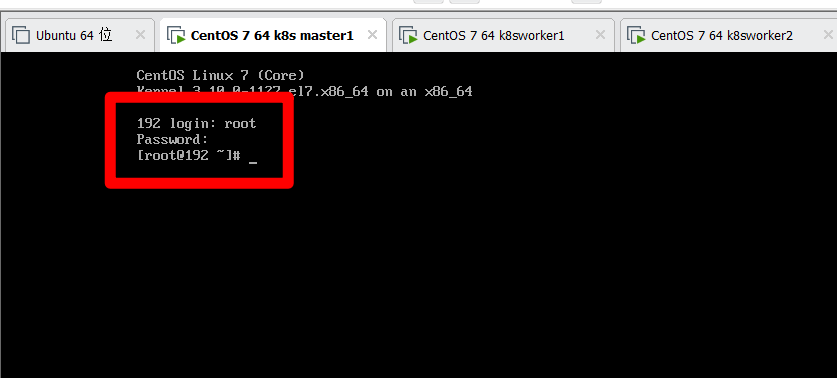 Ubuntu 64 位
CentOS 7 64 k8s master1
CentOS 7 64 k8sworker1
CentOS 7 64 k8sworker2
CentOS Linux 7 (Core)
Kernel 3.10.0-1127.el7.x86_64 on an x86_64
192 login: root
Password:
[root@192 ~]# _